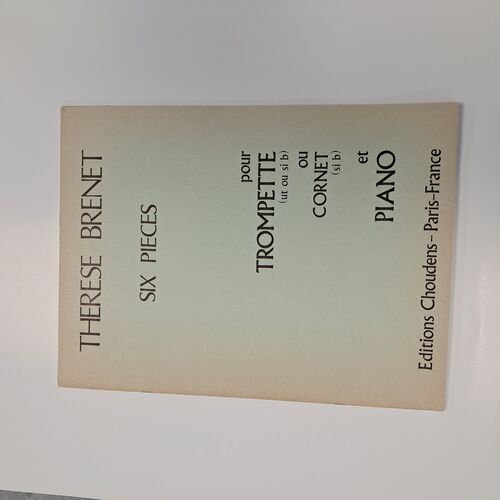 THERESE BRENET
SIX PIECES
pour
TROMPETTE
(ut ou si b)
ou
CORNET
(si b)
et
PIANO
Editions Choudens - Paris-France